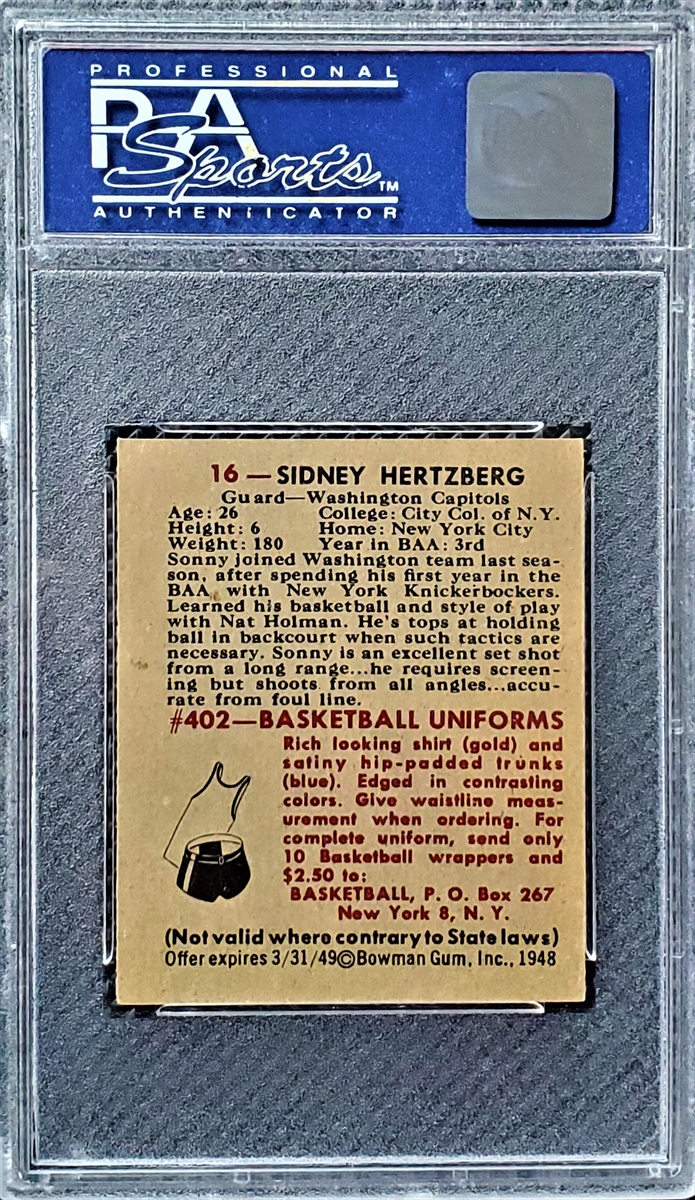 PROFESSIONAL
PSA
Sports™
AUTHENTICATOR
16 — SIDNEY HERTZBERG
Guard—Washington Capitols
Age: 26 College: City Col. of N.Y.
Height: 6 Home: New York City
Weight: 180 Year in BAA: 3rd
Sonny joined Washington team last sea-
son, after spending his first year in the
BAA with New York Knickerbockers.
Learned his basketball and style of play
with Nat Holman. He's tops at holding
ball in backcourt when such tactics are
necessary. Sonny is an excellent set shot
from a long range...he requires screen-
ing but shoots from all angles...accu-
rate from foul line.
#402—BASKETBALL UNIFORMS
Rich looking shirt (gold) and
satiny hip-padded trunks
(blue). Edged in contrasting
colors. Give waistline meas-
urement when ordering. For
complete uniform, send only
10 Basketball wrappers and
$2.50 to:
BASKETBALL, P. O. Box 267
New York 8, N. Y.
(Not valid where contrary to State laws)
Offer expires 3/31/49©Bowman Gum, Inc., 1948